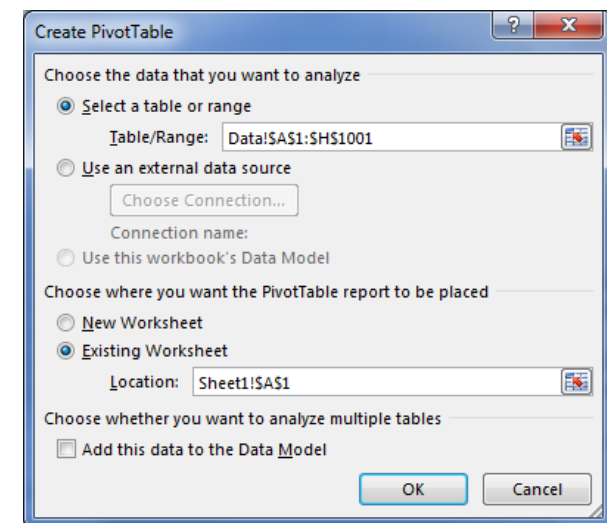 Create PivotTable
?
X
Choose the data that you want to analyze
Select a table or range
Table/Range: Data!$A$1:$H$1001
Use an external data source
Choose Connection...
Connection name:
Use this workbook's Data Model
Choose where you want the PivotTable report to be placed
New Worksheet
Existing Worksheet
Location: Sheet1!$A$1
Choose whether you want to analyze multiple tables
Add this data to the Data Model
OK Cancel